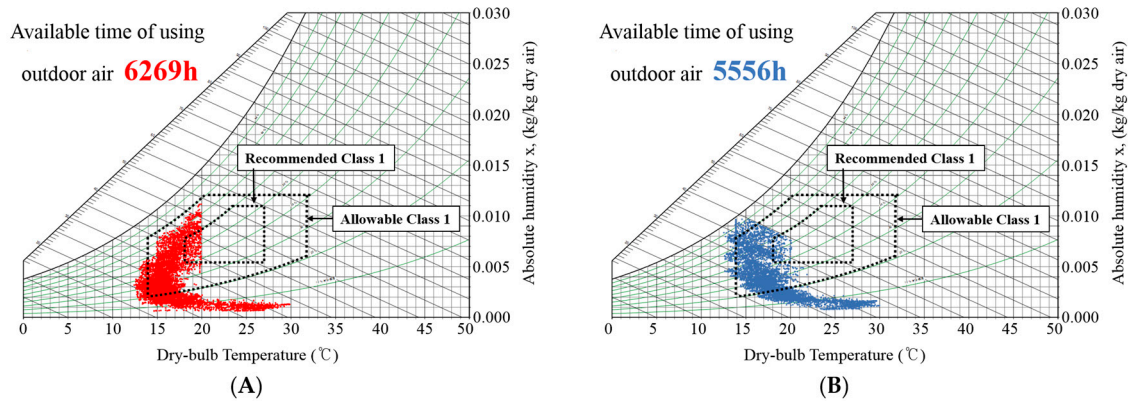 Available time of using
outdoor air 6269h
Recommended Class 1
Allowable Class 1
0.030
0.025
0.020
0.015
0.010
0.005
0.000
Absolute humidity x, (kg/kg dry air)
0 5 10 15 20 25 30 35 40 45 50
Dry-bulb Temperature (℃)
(A)
Available time of using
outdoor air 5556h
Recommended Class 1
Allowable Class 1
0.030
0.025
0.020
0.015
0.010
0.005
0.000
Absolute humidity x, (kg/kg dry air)
0 5 10 15 20 25 30 35 40 45 50
Dry-bulb Temperature (℃)
(B)